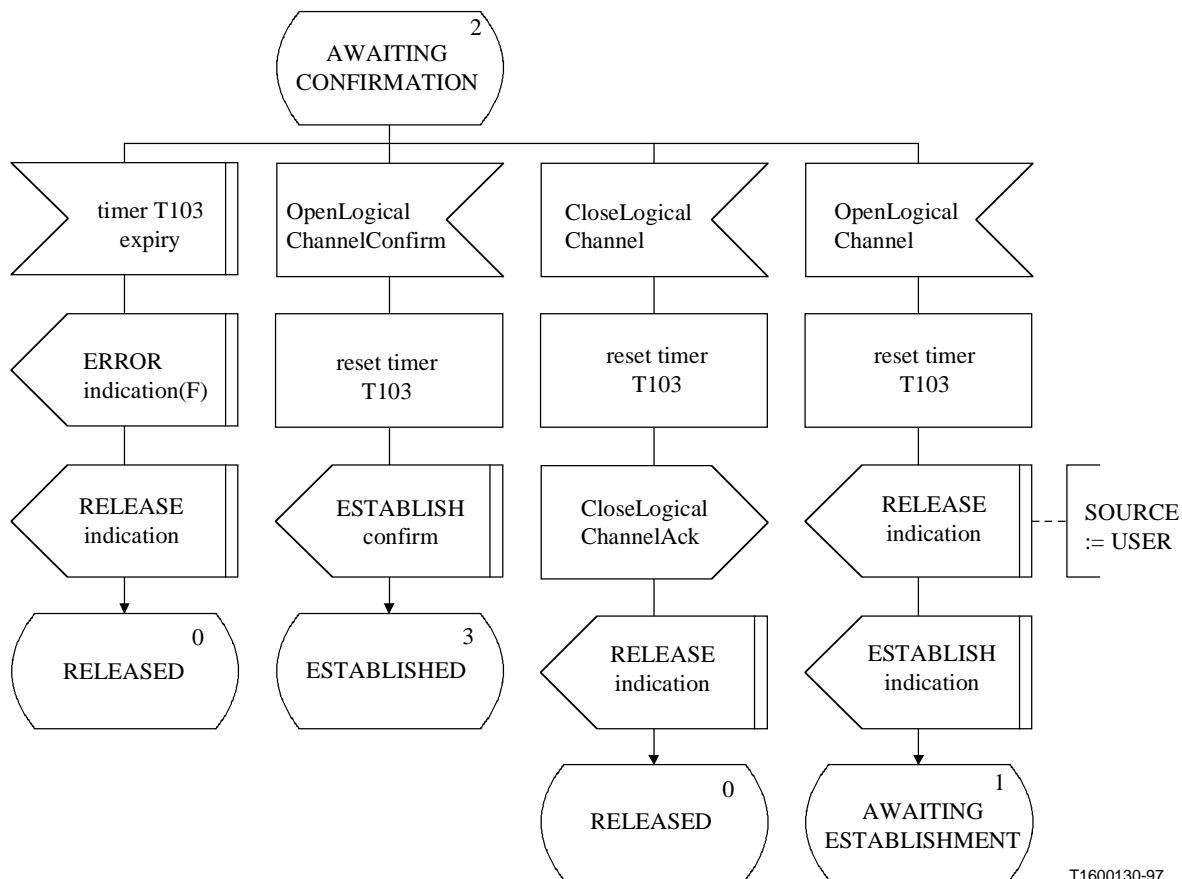 2
AWAITING
CONFIRMATION
timer T103
expiry
OpenLogical
ChannelConfirm
CloseLogical
Channel
OpenLogical
Channel
ERROR
indication(F)
reset timer
T103
reset timer
T103
reset timer
T103
RELEASE
indication
ESTABLISH
confirm
CloseLogical
ChannelAck
RELEASE
indication
SOURCE
:= USER
0
RELEASED
3
ESTABLISHED
RELEASE
indication
ESTABLISH
indication
0
RELEASED
1
AWAITING
ESTABLISHMENT
T1600130-97